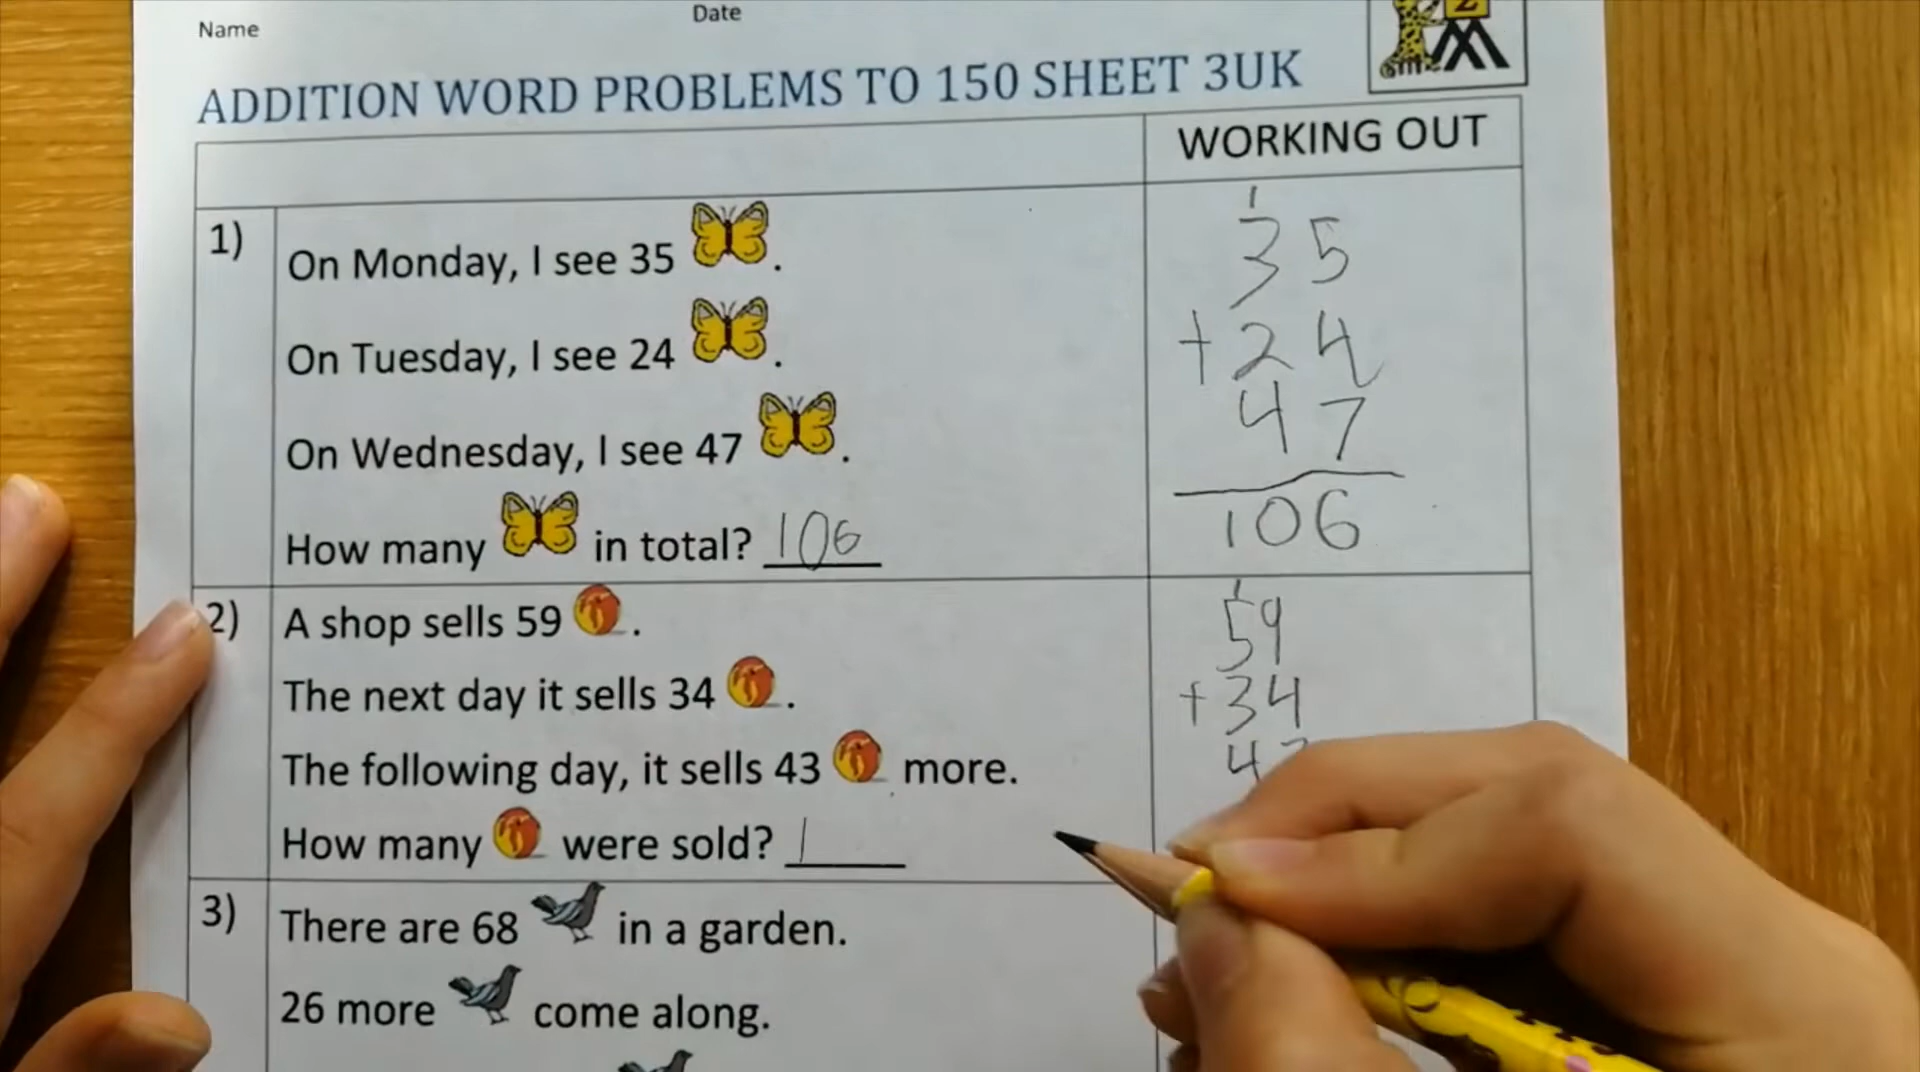 Name
Date
2
ADDITION WORD PROBLEMS TO 150 SHEET 3UK
WORKING OUT
1)
On Monday, I see 35 .
On Tuesday, I see 24 .
On Wednesday, I see 47 .
How many in total? 106
1
35
+24
47
106
2)
A shop sells 59 .
The next day it sells 34 .
The following day, it sells 43 more.
How many were sold? 1
1
59
+34
4
3)
There are 68 in a garden.
26 more come along.